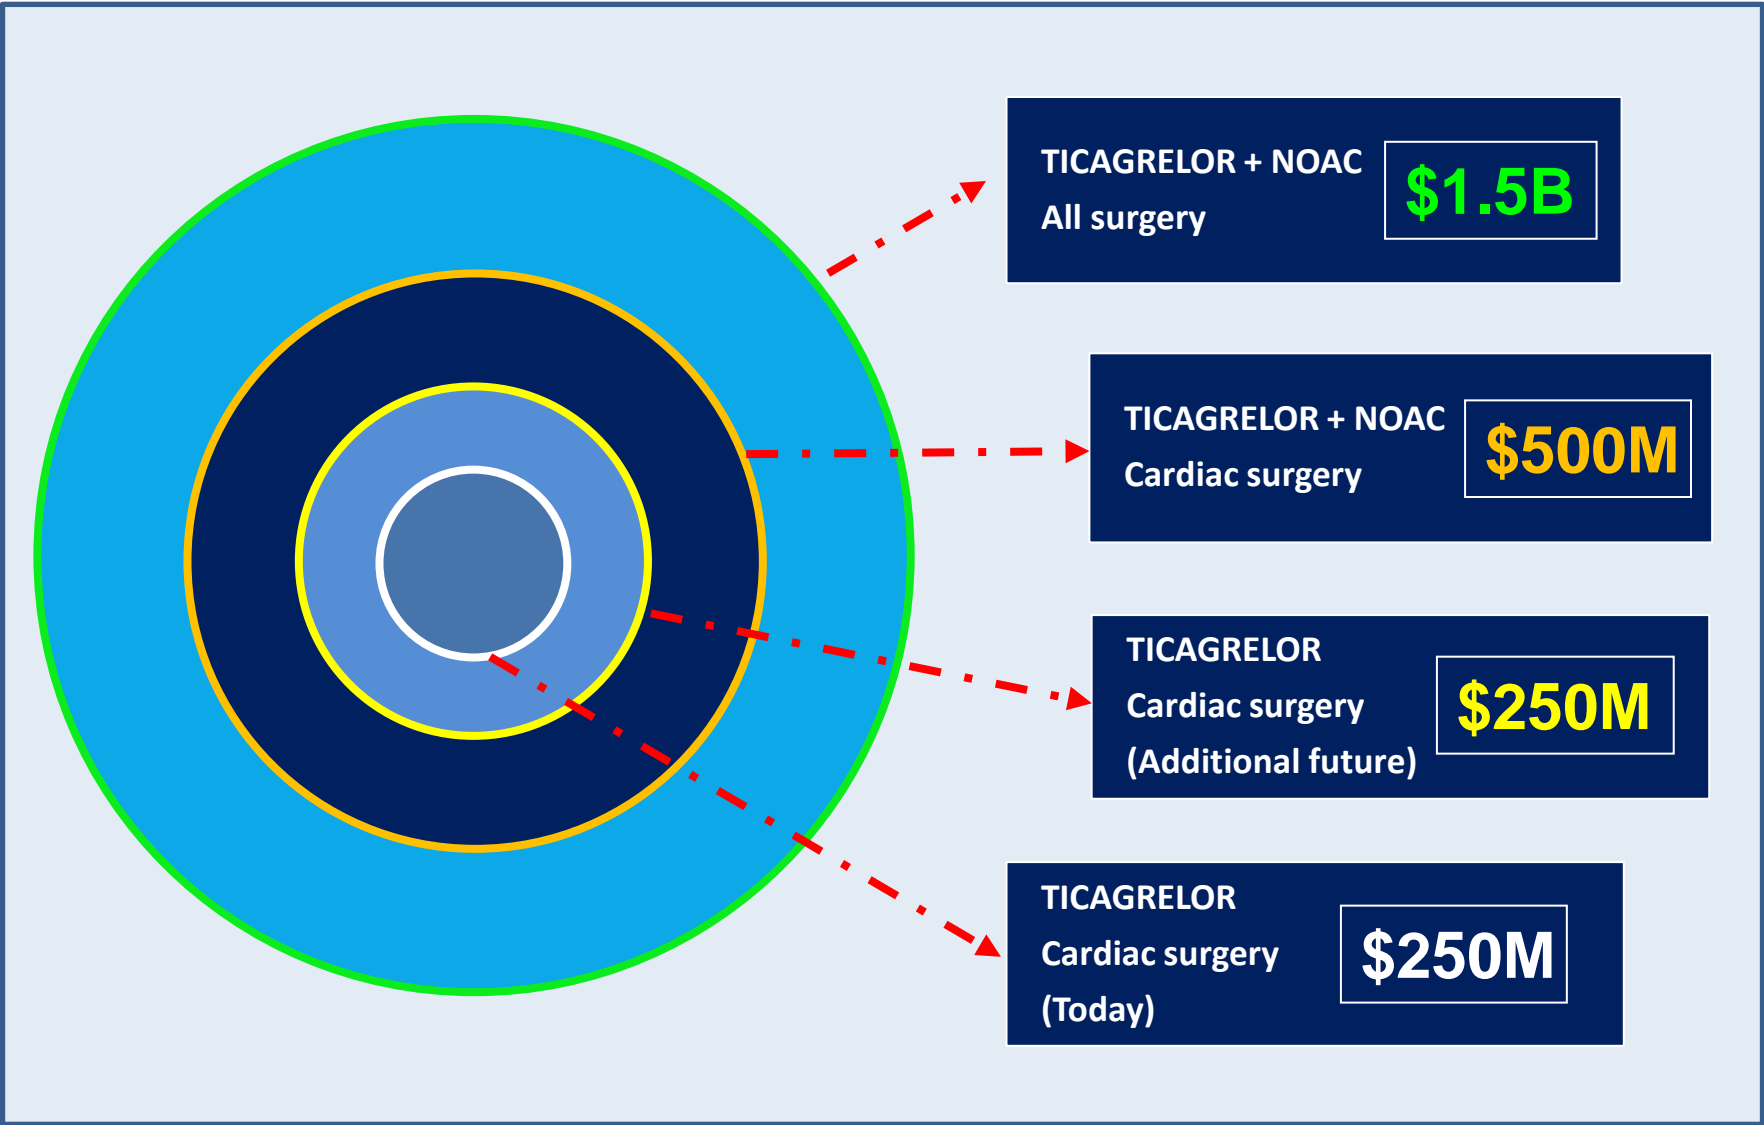 TICAGRELOR + NOAC
All surgery
$1.5B
TICAGRELOR + NOAC
Cardiac surgery
$500M
TICAGRELOR
Cardiac surgery
(Additional future)
$250M
TICAGRELOR
Cardiac surgery
(Today)
$250M